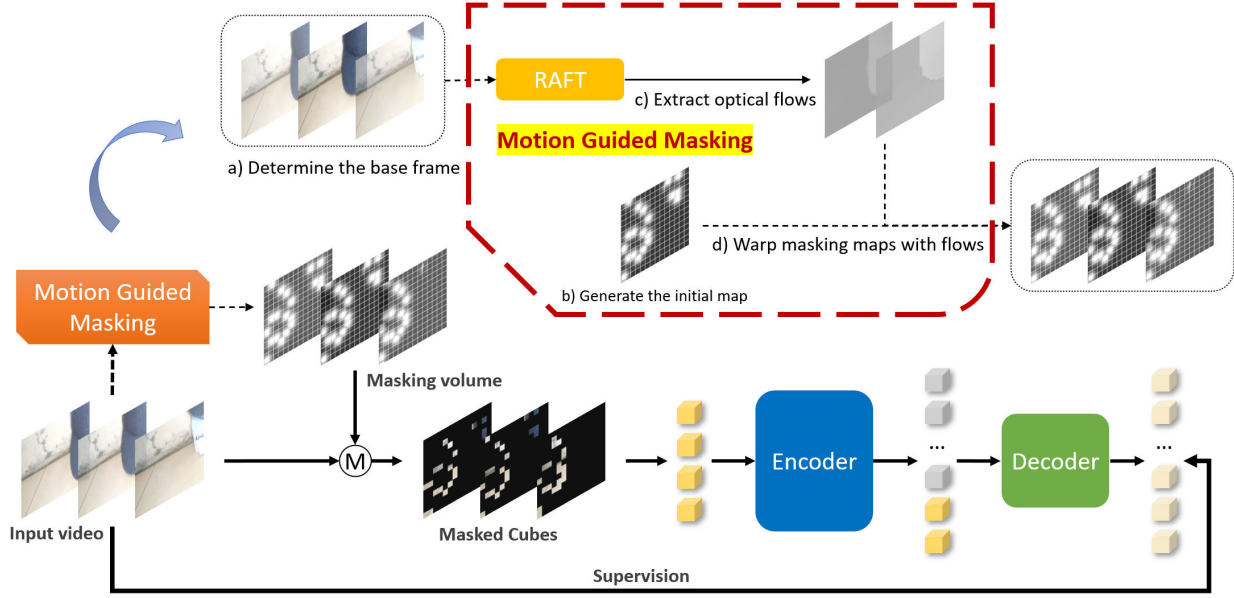 RAFT
c) Extract optical flows
Motion Guided Masking
a) Determine the base frame
d) Warp masking maps with flows
b) Generate the initial map
Motion Guided
Masking
Masking volume
M
Encoder
...
Decoder
...
Input video
Masked Cubes
Supervision